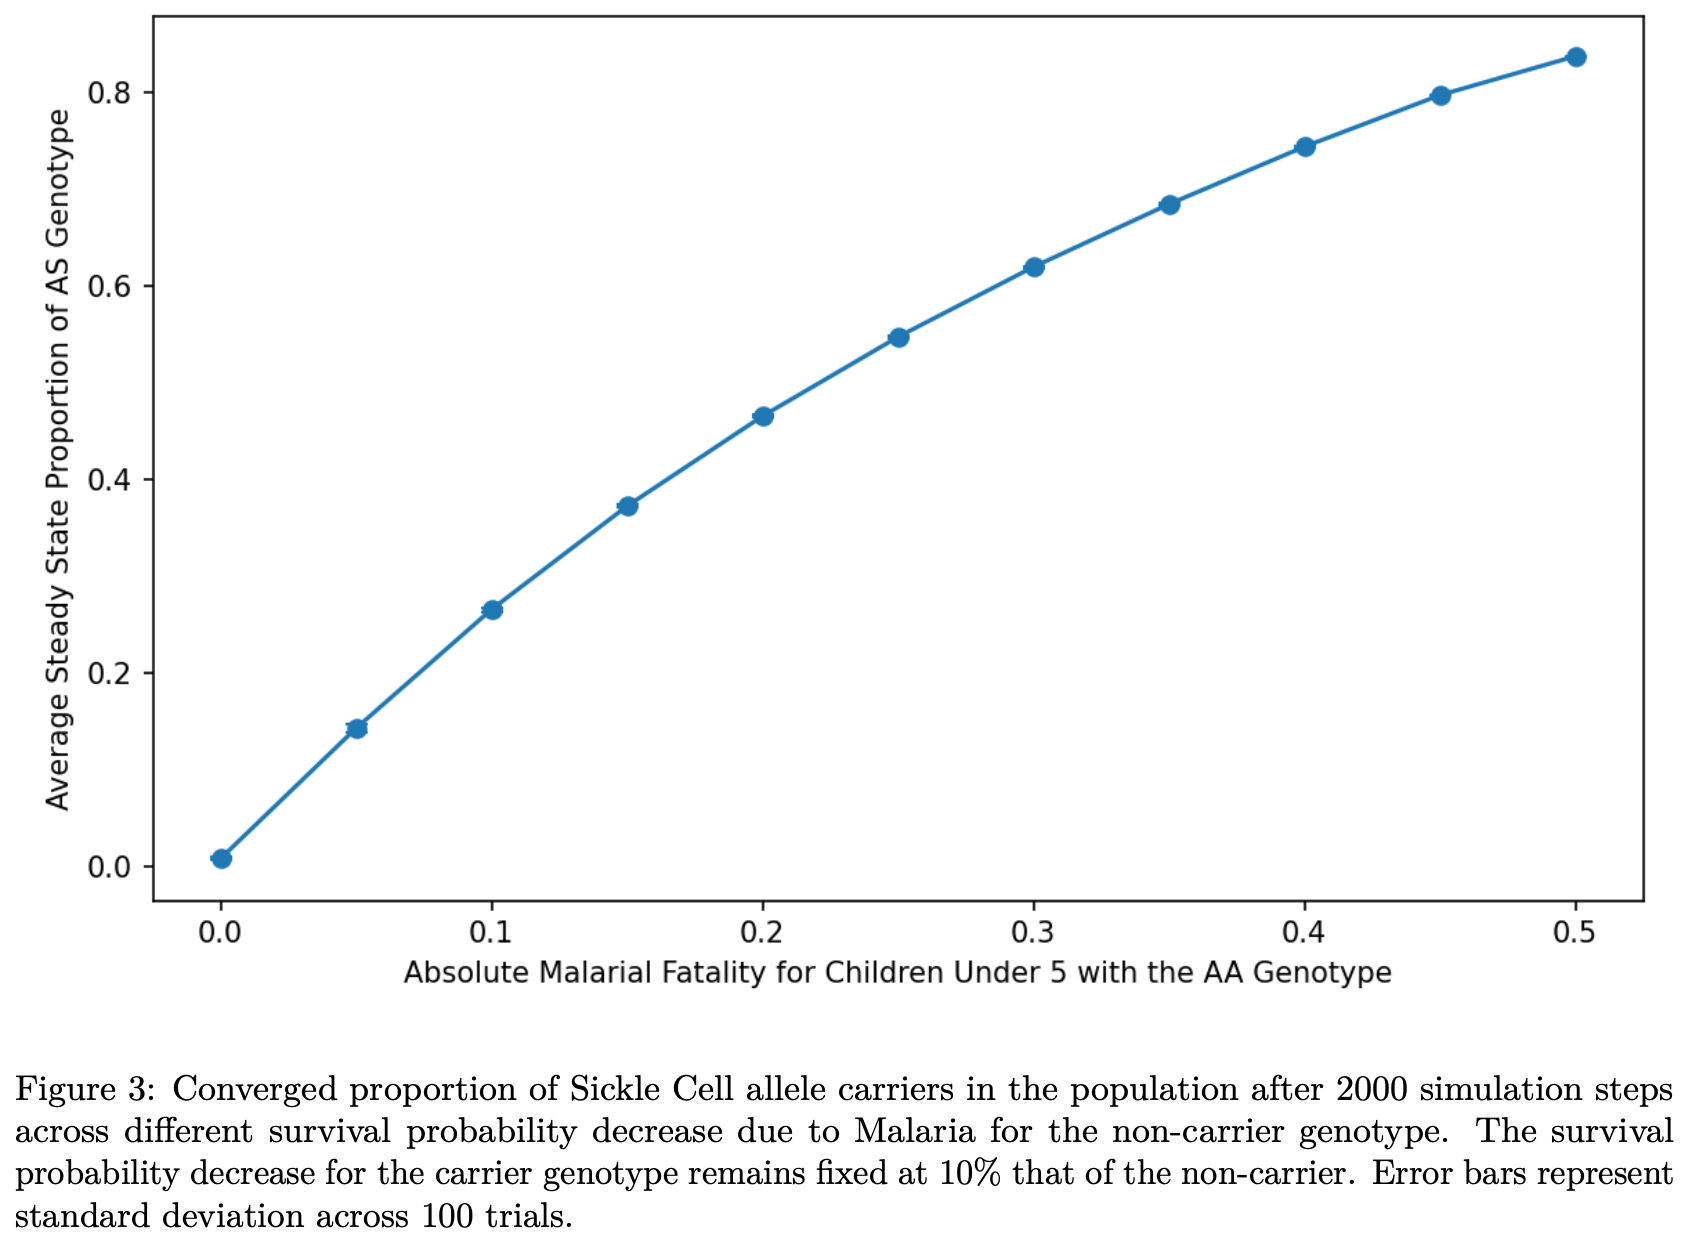 0.8
0.6
0.4
0.2
0.0
Average Steady State Proportion of AS Genotype
0.0 0.1 0.2 0.3 0.4 0.5
Absolute Malarial Fatality for Children Under 5 with the AA Genotype
Figure 3: Converged proportion of Sickle Cell allele carriers in the population after 2000 simulation steps
across different survival probability decrease due to Malaria for the non-carrier genotype. The survival
probability decrease for the carrier genotype remains fixed at 10% that of the non-carrier. Error bars represent
standard deviation across 100 trials.